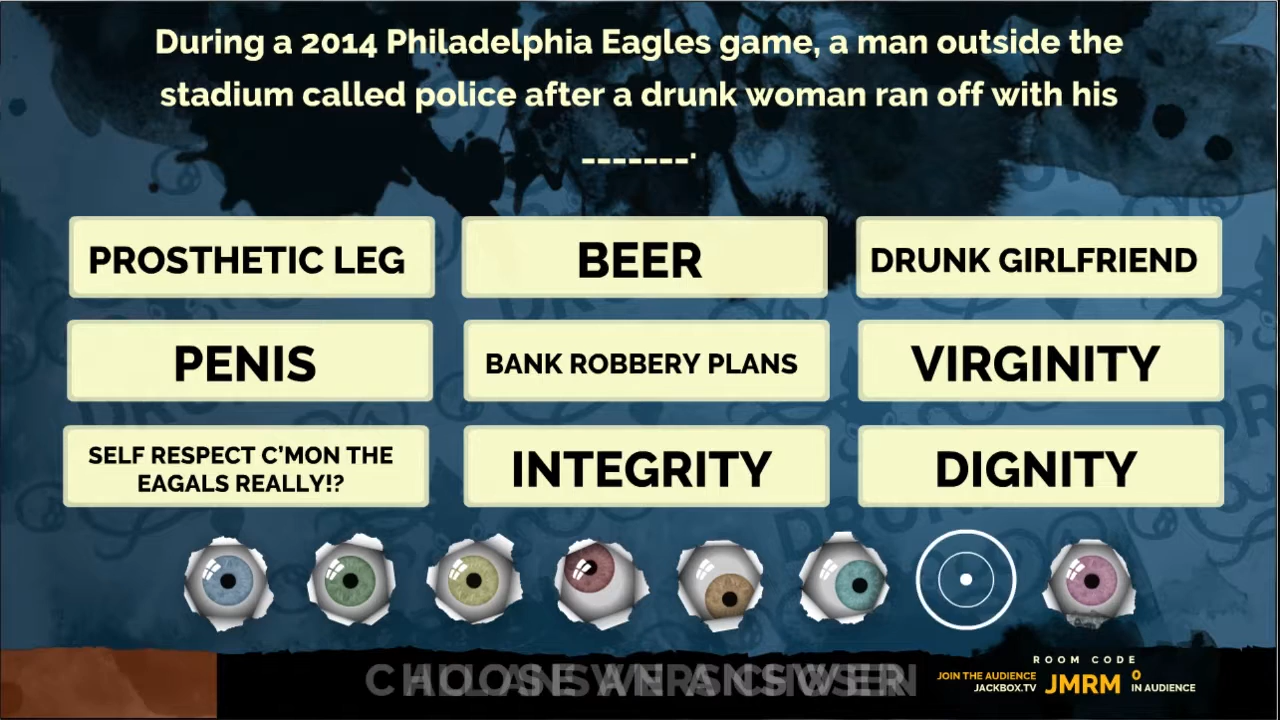 During a 2014 Philadelphia Eagles game, a man outside the
stadium called police after a drunk woman ran off with his
_______.
PROSTHETIC LEG
BEER
DRUNK GIRLFRIEND
PENIS
BANK ROBBERY PLANS
VIRGINITY
SELF RESPECT C'MON THE
EAGALS REALLY!?
INTEGRITY
DIGNITY
ROOM CODE
JOIN THE AUDIENCE
JACKBOX.TV
JMRM
0
IN AUDIENCE